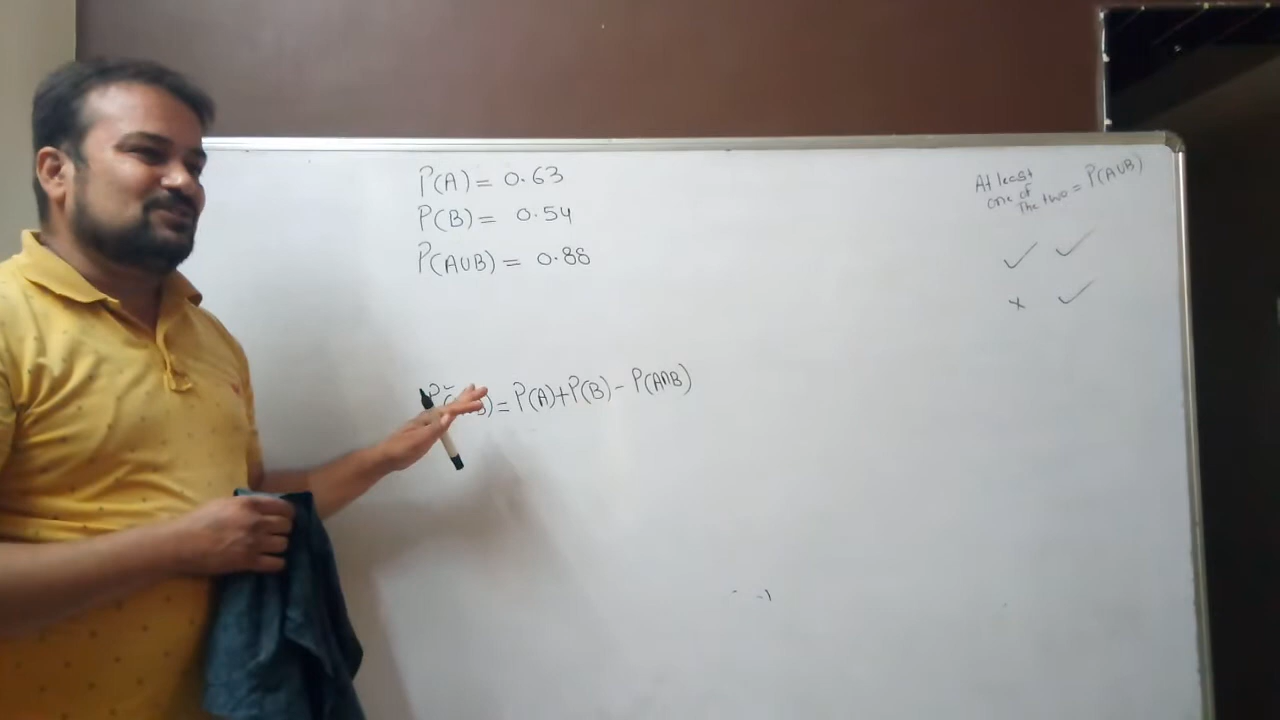 P(A) = 0.63
P(B) = 0.54
P(AUB) = 0.88
At least
one of
The two = P(AUB)
✓ ✓
× ✓
= P(A)+P(B) - P(A∩B)